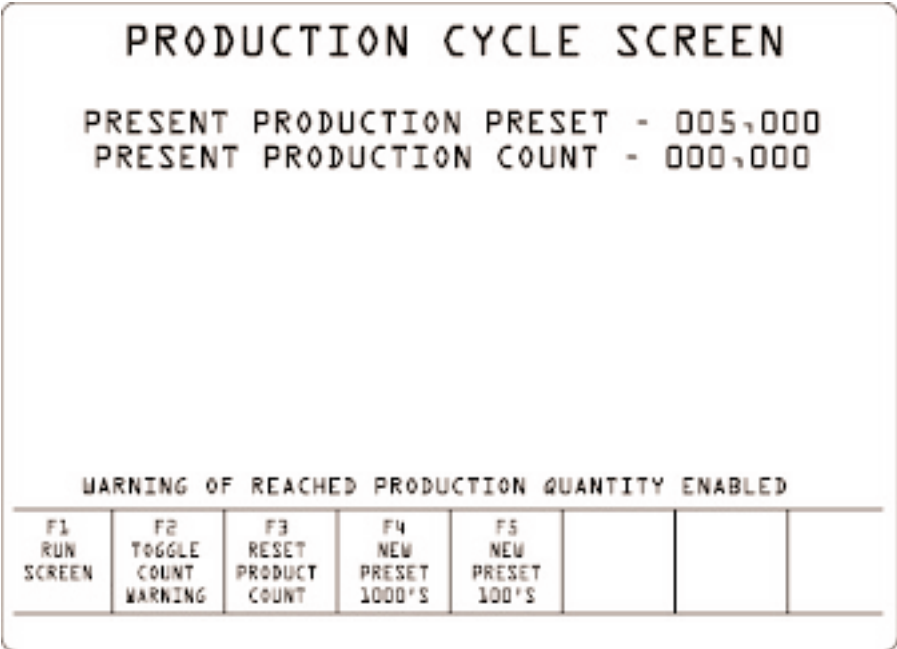 PRODUCTION CYCLE SCREEN
PRESENT PRODUCTION PRESET - 005,000
PRESENT PRODUCTION COUNT - 000,000
WARNING OF REACHED PRODUCTION QUANTITY ENABLED
F1
RUN
SCREEN
F2
TOGGLE
COUNT
WARNING
F3
RESET
PRODUCT
COUNT
F4
NEW
PRESET
1000'S
F5
NEW
PRESET
100'S